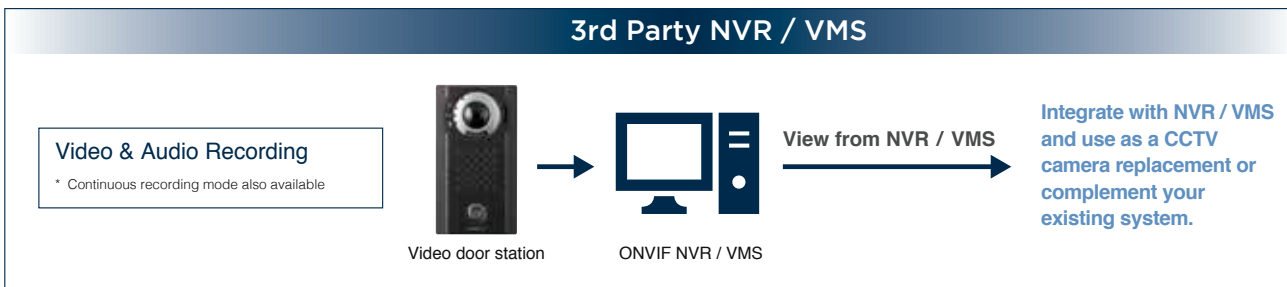 3rd Party NVR / VMS
Video & Audio Recording
* Continuous recording mode also available
Video door station
ONVIF NVR / VMS
View from NVR / VMS
Integrate with NVR / VMS
and use as a CCTV
camera replacement or
complement your
existing system.